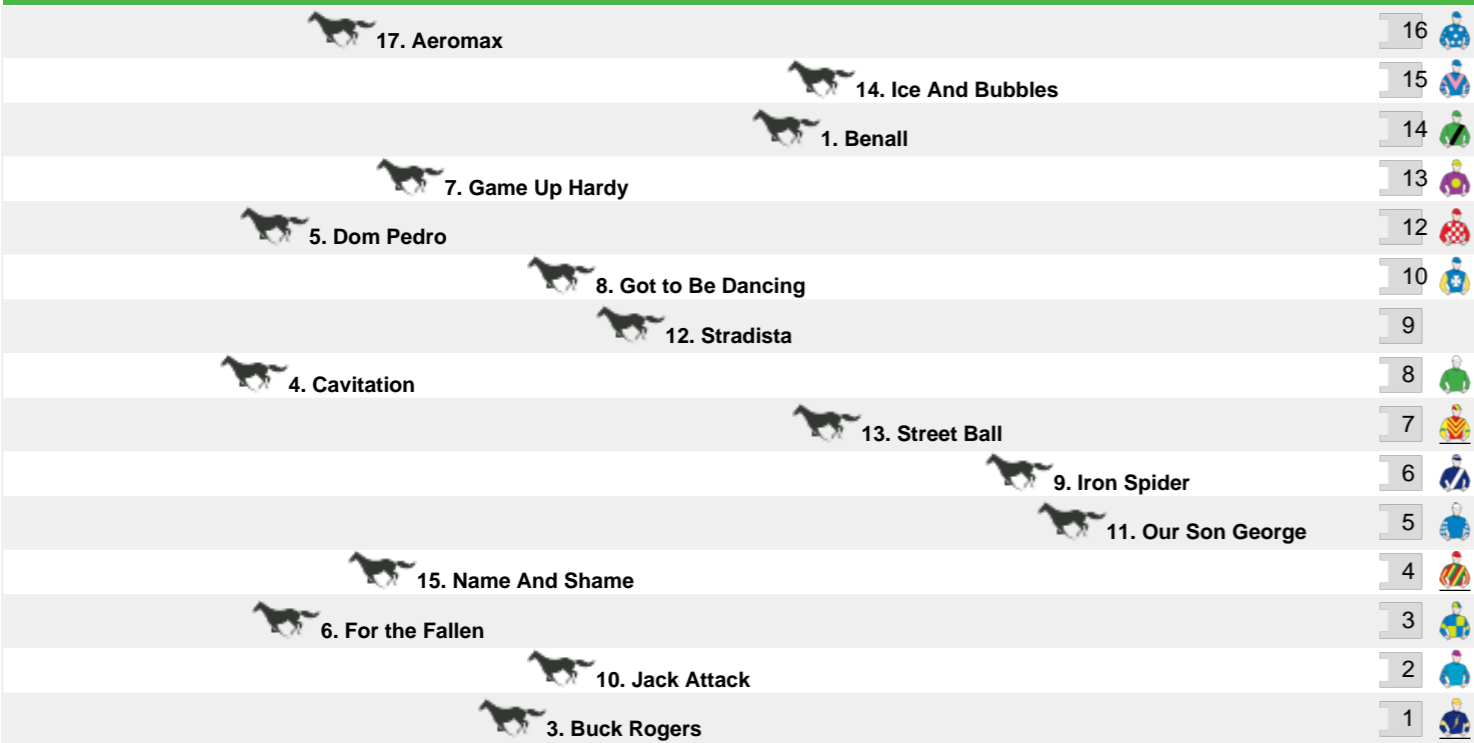 17. Aeromax 16
14. Ice And Bubbles 15
1. Benall 14
7. Game Up Hardy 13
5. Dom Pedro 12
8. Got to Be Dancing 10
12. Stradista 9
4. Cavitation 8
13. Street Ball 7
9. Iron Spider 6
11. Our Son George 5
15. Name And Shame 4
6. For the Fallen 3
10. Jack Attack 2
3. Buck Rogers 1